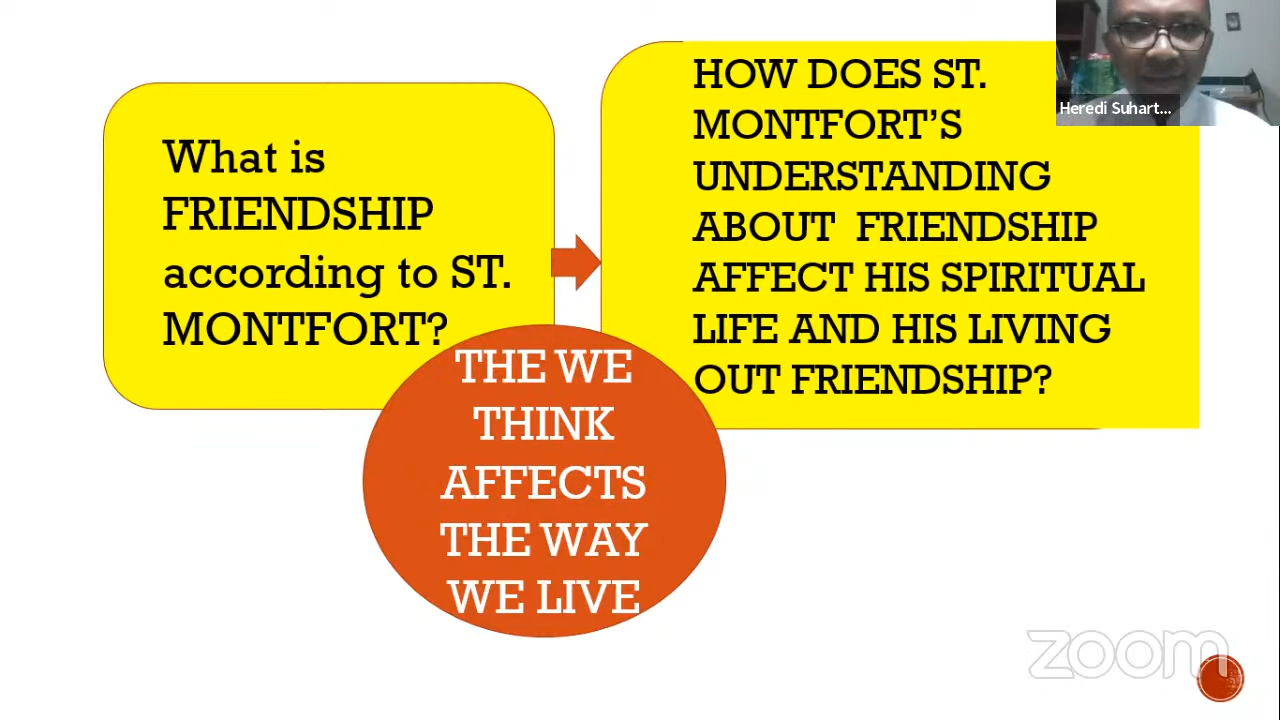 What is
FRIENDSHIP
according to ST.
MONTFORT?
HOW DOES ST.
MONTFORT’S
UNDERSTANDING
ABOUT FRIENDSHIP
AFFECT HIS SPIRITUAL
LIFE AND HIS LIVING
OUT FRIENDSHIP?
THE WE
THINK
AFFECTS
THE WAY
WE LIVE
Heredi Suhart...
zoom